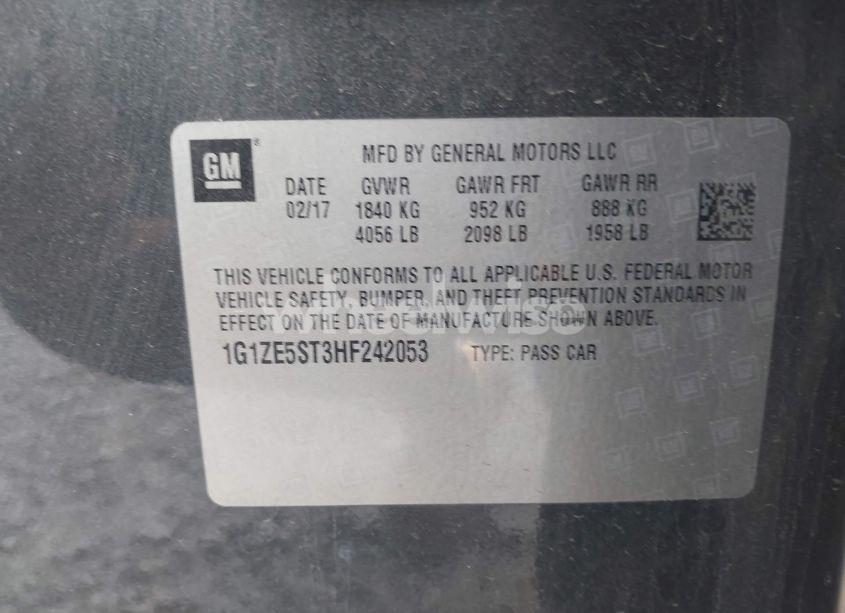 GM®
MFD BY GENERAL MOTORS LLC
DATE GVWR GAWR FRT GAWR RR
02/17 1840 KG 952 KG 888 KG
4056 LB 2098 LB 1958 LB
THIS VEHICLE CONFORMS TO ALL APPLICABLE U.S. FEDERAL MOTOR
VEHICLE SAFETY, BUMPER, AND THEFT PREVENTION STANDARDS IN
EFFECT ON THE DATE OF MANUFACTURE SHOWN ABOVE.
1G1ZE5ST3HF242053 TYPE: PASS CAR